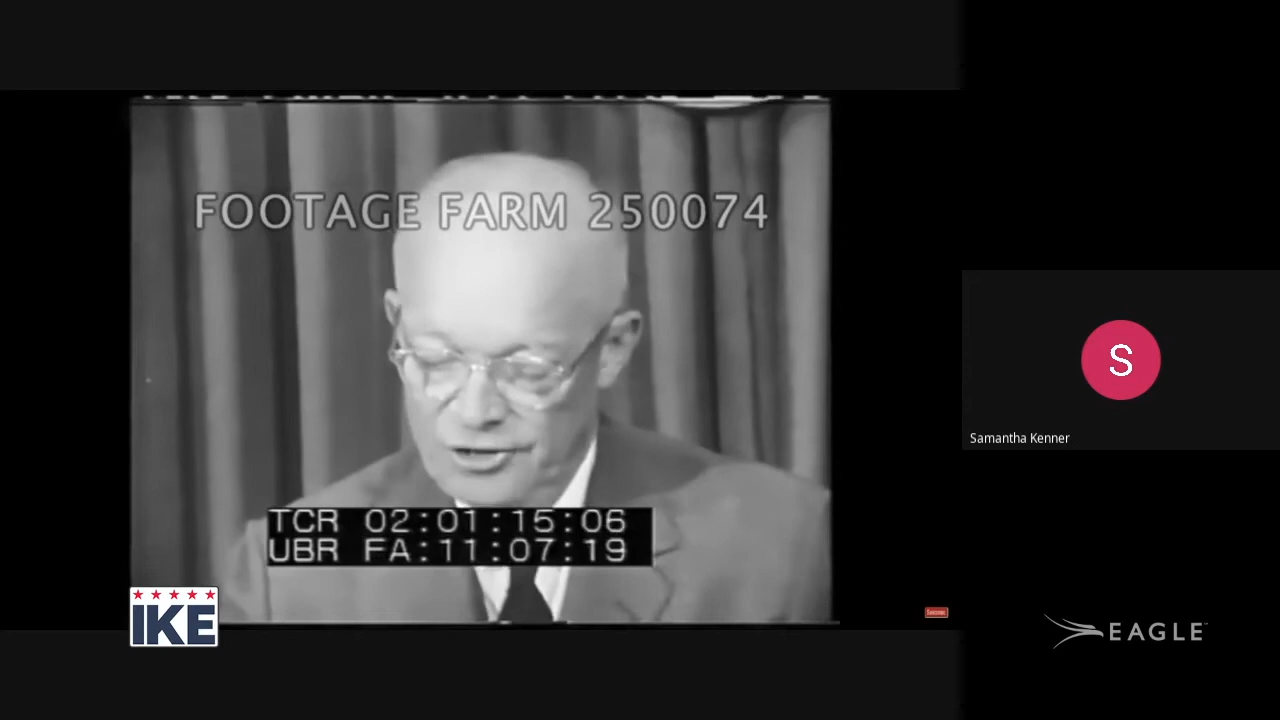 FOOTAGE FARM 250074
TCR 02:01:15:06
UBR FA:11:07:19
IKE
S
Samantha Kenner
EAGLE